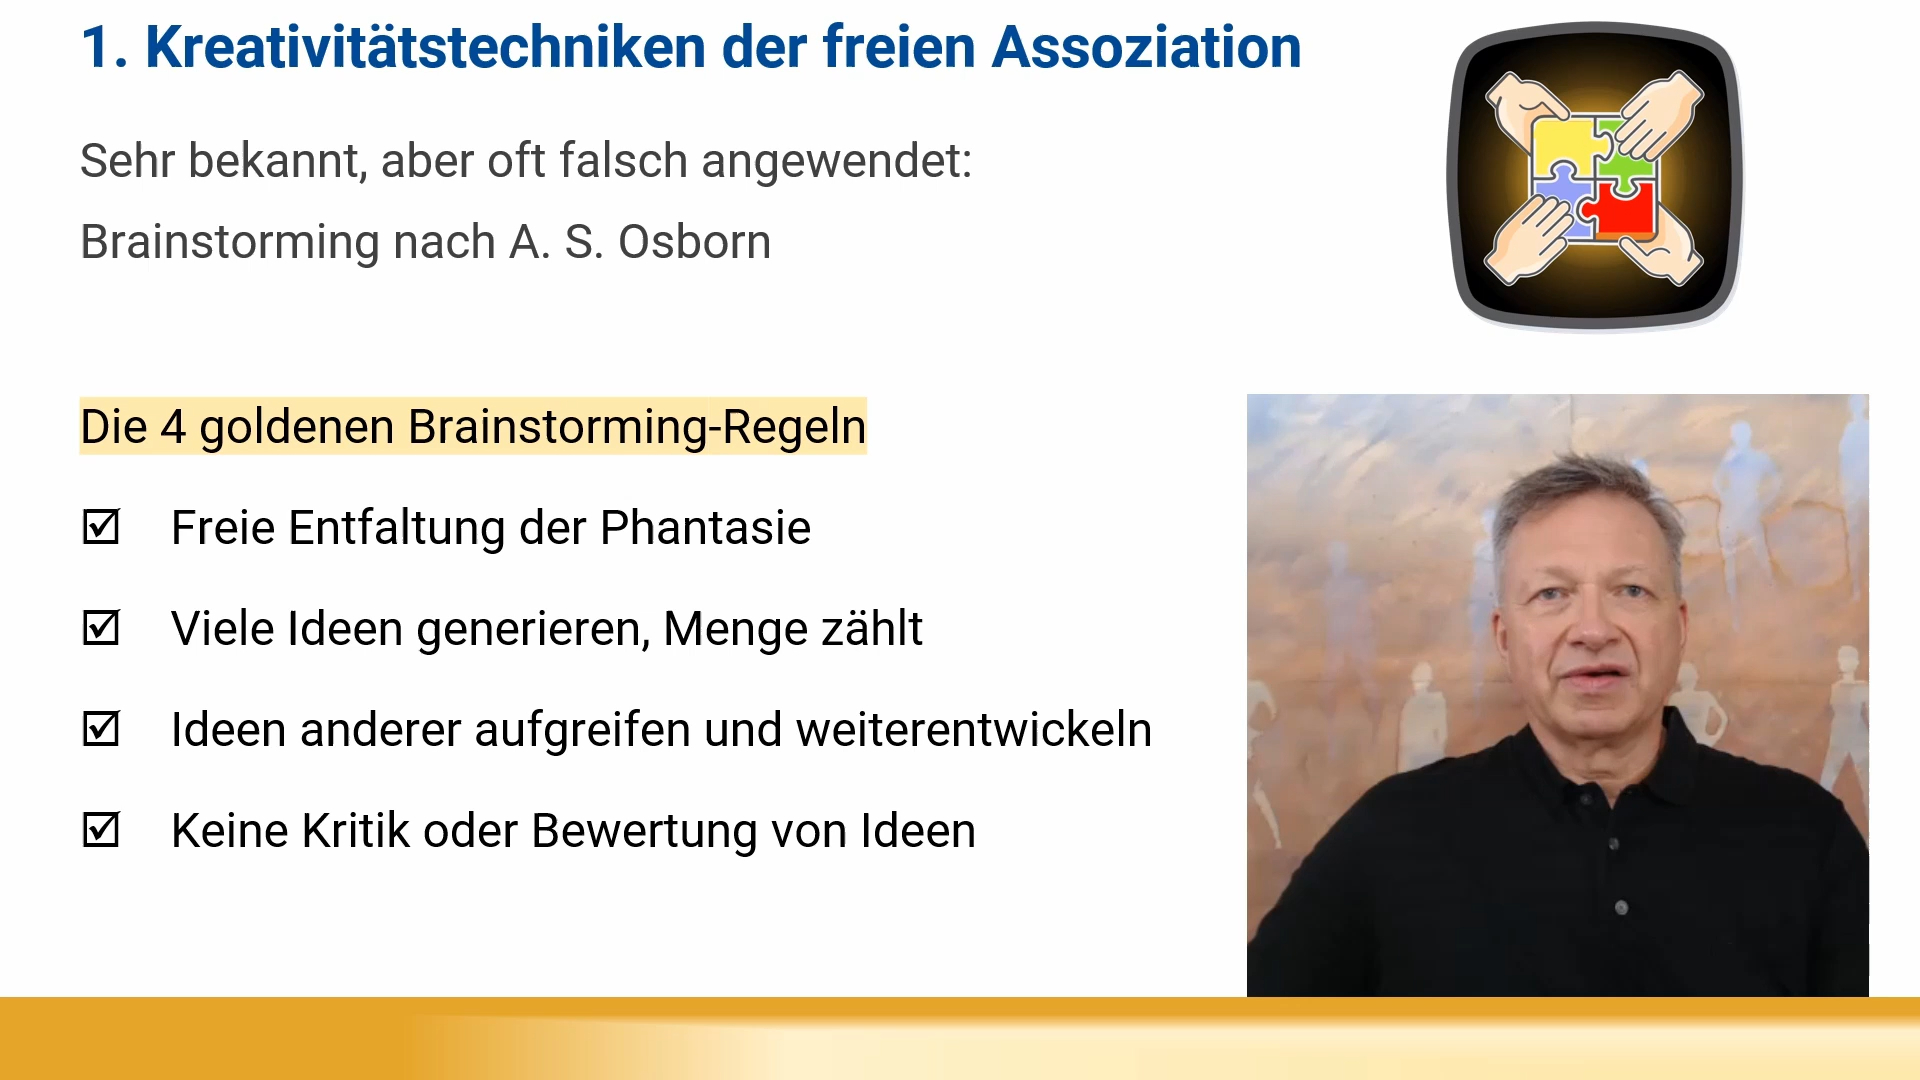 1. Kreativitätstechniken der freien Assoziation
Sehr bekannt, aber oft falsch angewendet:
Brainstorming nach A. S. Osborn
Die 4 goldenen Brainstorming-Regeln
☑ Freie Entfaltung der Phantasie
☑ Viele Ideen generieren, Menge zählt
☑ Ideen anderer aufgreifen und weiterentwickeln
☑ Keine Kritik oder Bewertung von Ideen